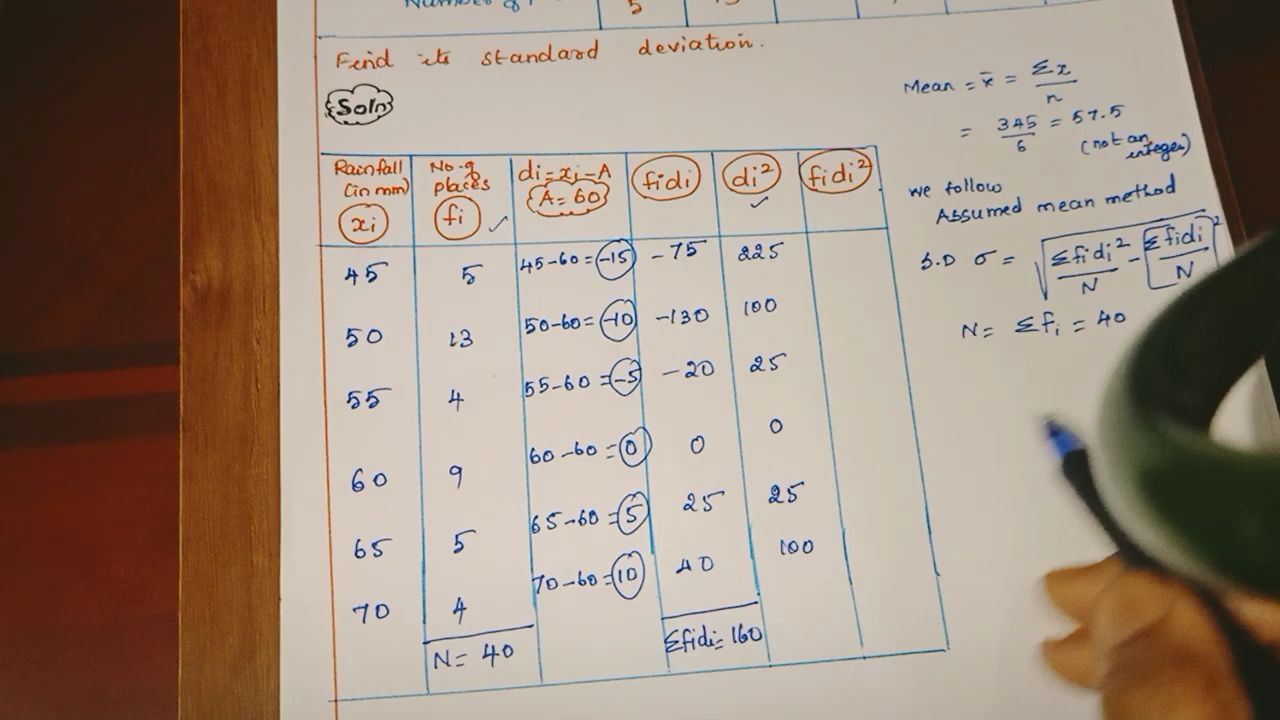 Number of
5 13
Find its standard deviation.
Soln
Mean = x̄ = Σx/n
= 345/6 = 57.5
(not an integer)
we follow
Assumed mean method
S.D σ = √(Σfidi²/N - (Σfidi/N)²)
N = Σfi = 40
Rainfall (in mm) xi | No. of places fi ✓ | di = xi - A A = 60 | fidi | di² ✓ | fidi²
45 5 45-60 = -15 -75 225
50 13 50-60 = -10 -130 100
55 4 55-60 = -5 -20 25
60 9 60-60 = 0 0 0
65 5 65-60 = 5 25 25
70 4 70-60 = 10 40 100
N = 40 Σfidi = 160